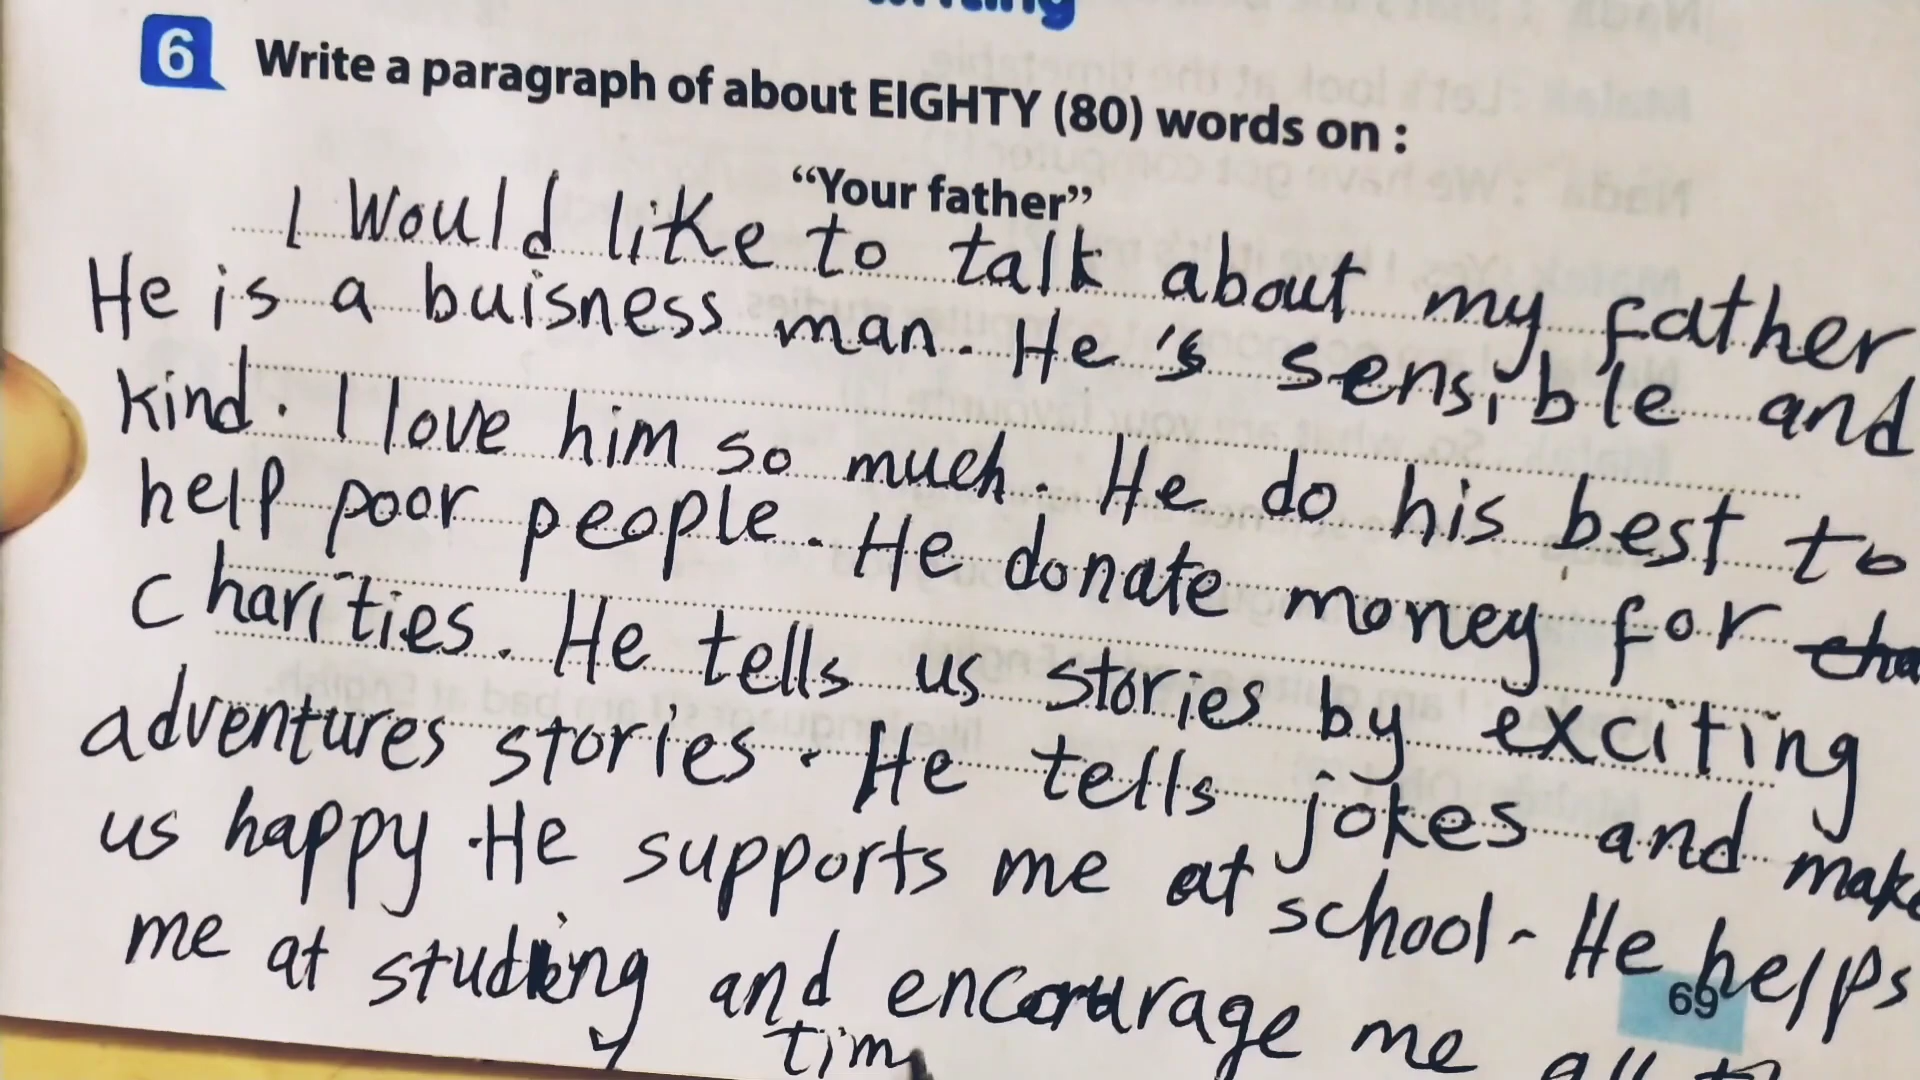 6 Write a paragraph of about EIGHTY (80) words on :
“Your father”
I Would like to talk about my father
He is a buisness man. He's sensible and
kind. I love him so much. He do his best to
help poor people. He donate money for
charities. He tells us stories by exciting
adventures stories. He tells jokes and make
us happy. He supports me at school. He helps
me at studing and encourage me all
69
tim